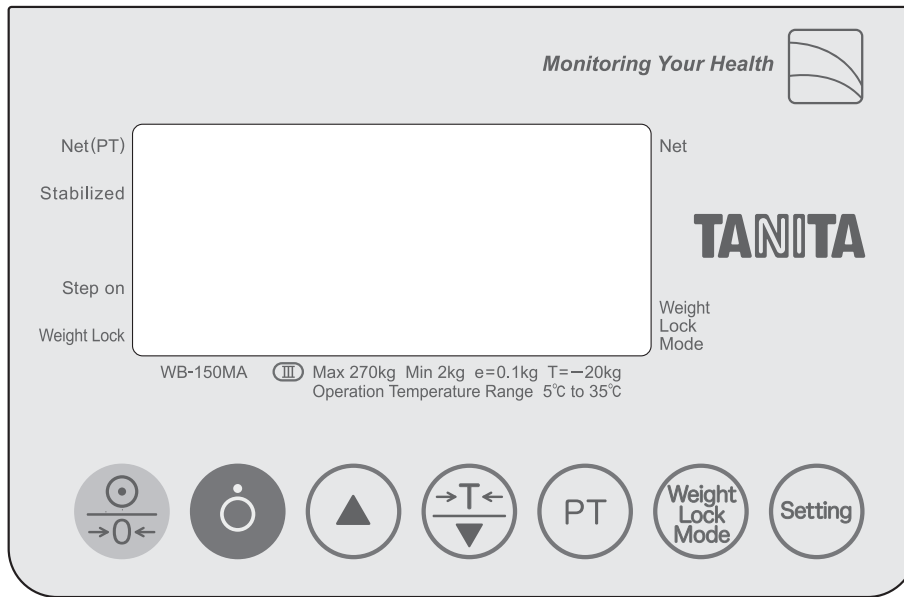 Monitoring Your Health
Net(PT)
Net
Stabilized
TANITA
Step on
Weight Lock
Weight
Lock
Mode
WB-150MA III Max 270kg Min 2kg e=0.1kg T=−20kg
Operation Temperature Range 5℃ to 35℃
→0←
→T←
PT
Weight
Lock
Mode
Setting